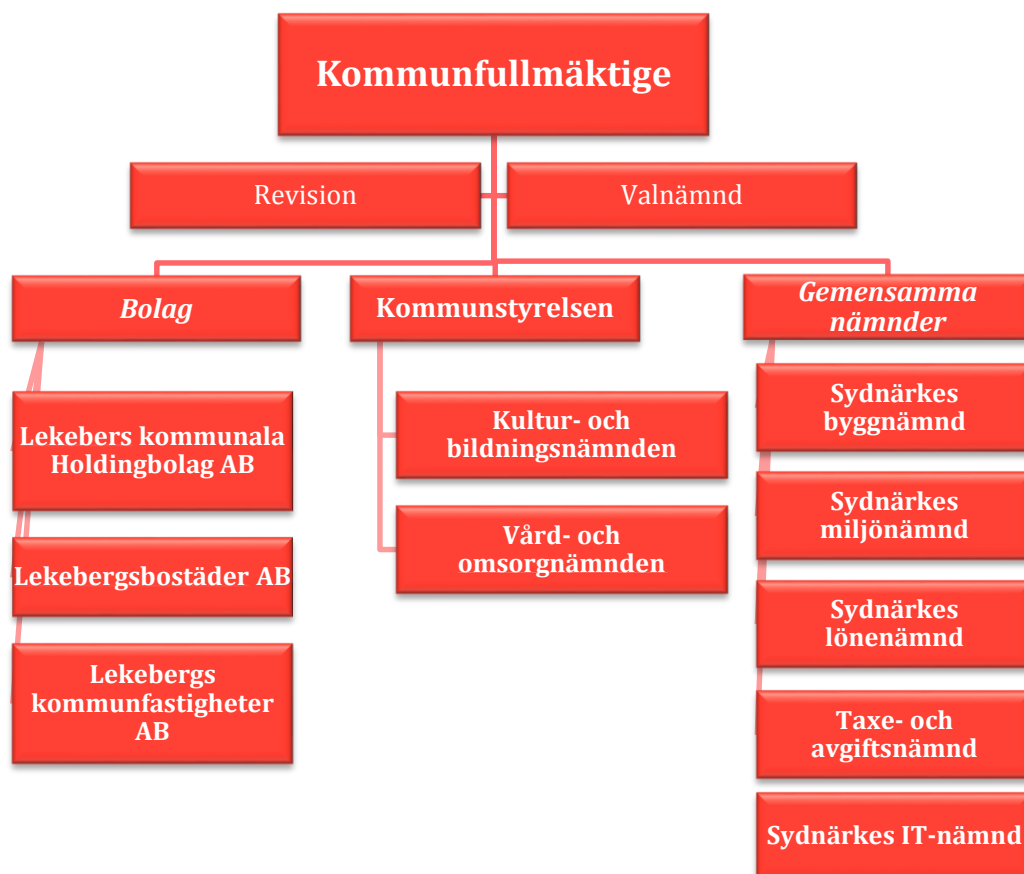 Kommunfullmäktige
Revision
Valnämnd
Bolag
Kommunstyrelsen
Gemensamma
nämnder
Lekebers kommunala
Holdingbolag AB
Lekebergsbostäder AB
Lekebergs
kommunfastigheter
AB
Kultur- och
bildningsnämnden
Vård- och
omsorgnämnden
Sydnärkes
byggnämnd
Sydnärkes
miljönämnd
Sydnärkes
lönenämnd
Taxe- och
avgiftsnämnd
Sydnärkes IT-nämnd